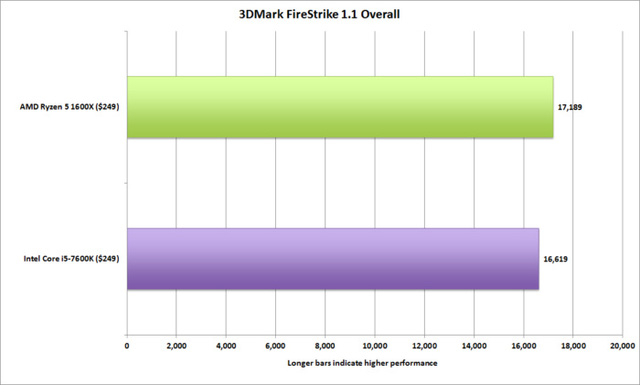 3DMark FireStrike 1.1 Overall
AMD Ryzen 5 1600X ($249)
17,189
Intel Core i5-7600K ($249)
16,619
0 2,000 4,000 6,000 8,000 10,000 12,000 14,000 16,000 18,000 20,000
Longer bars indicate higher performance